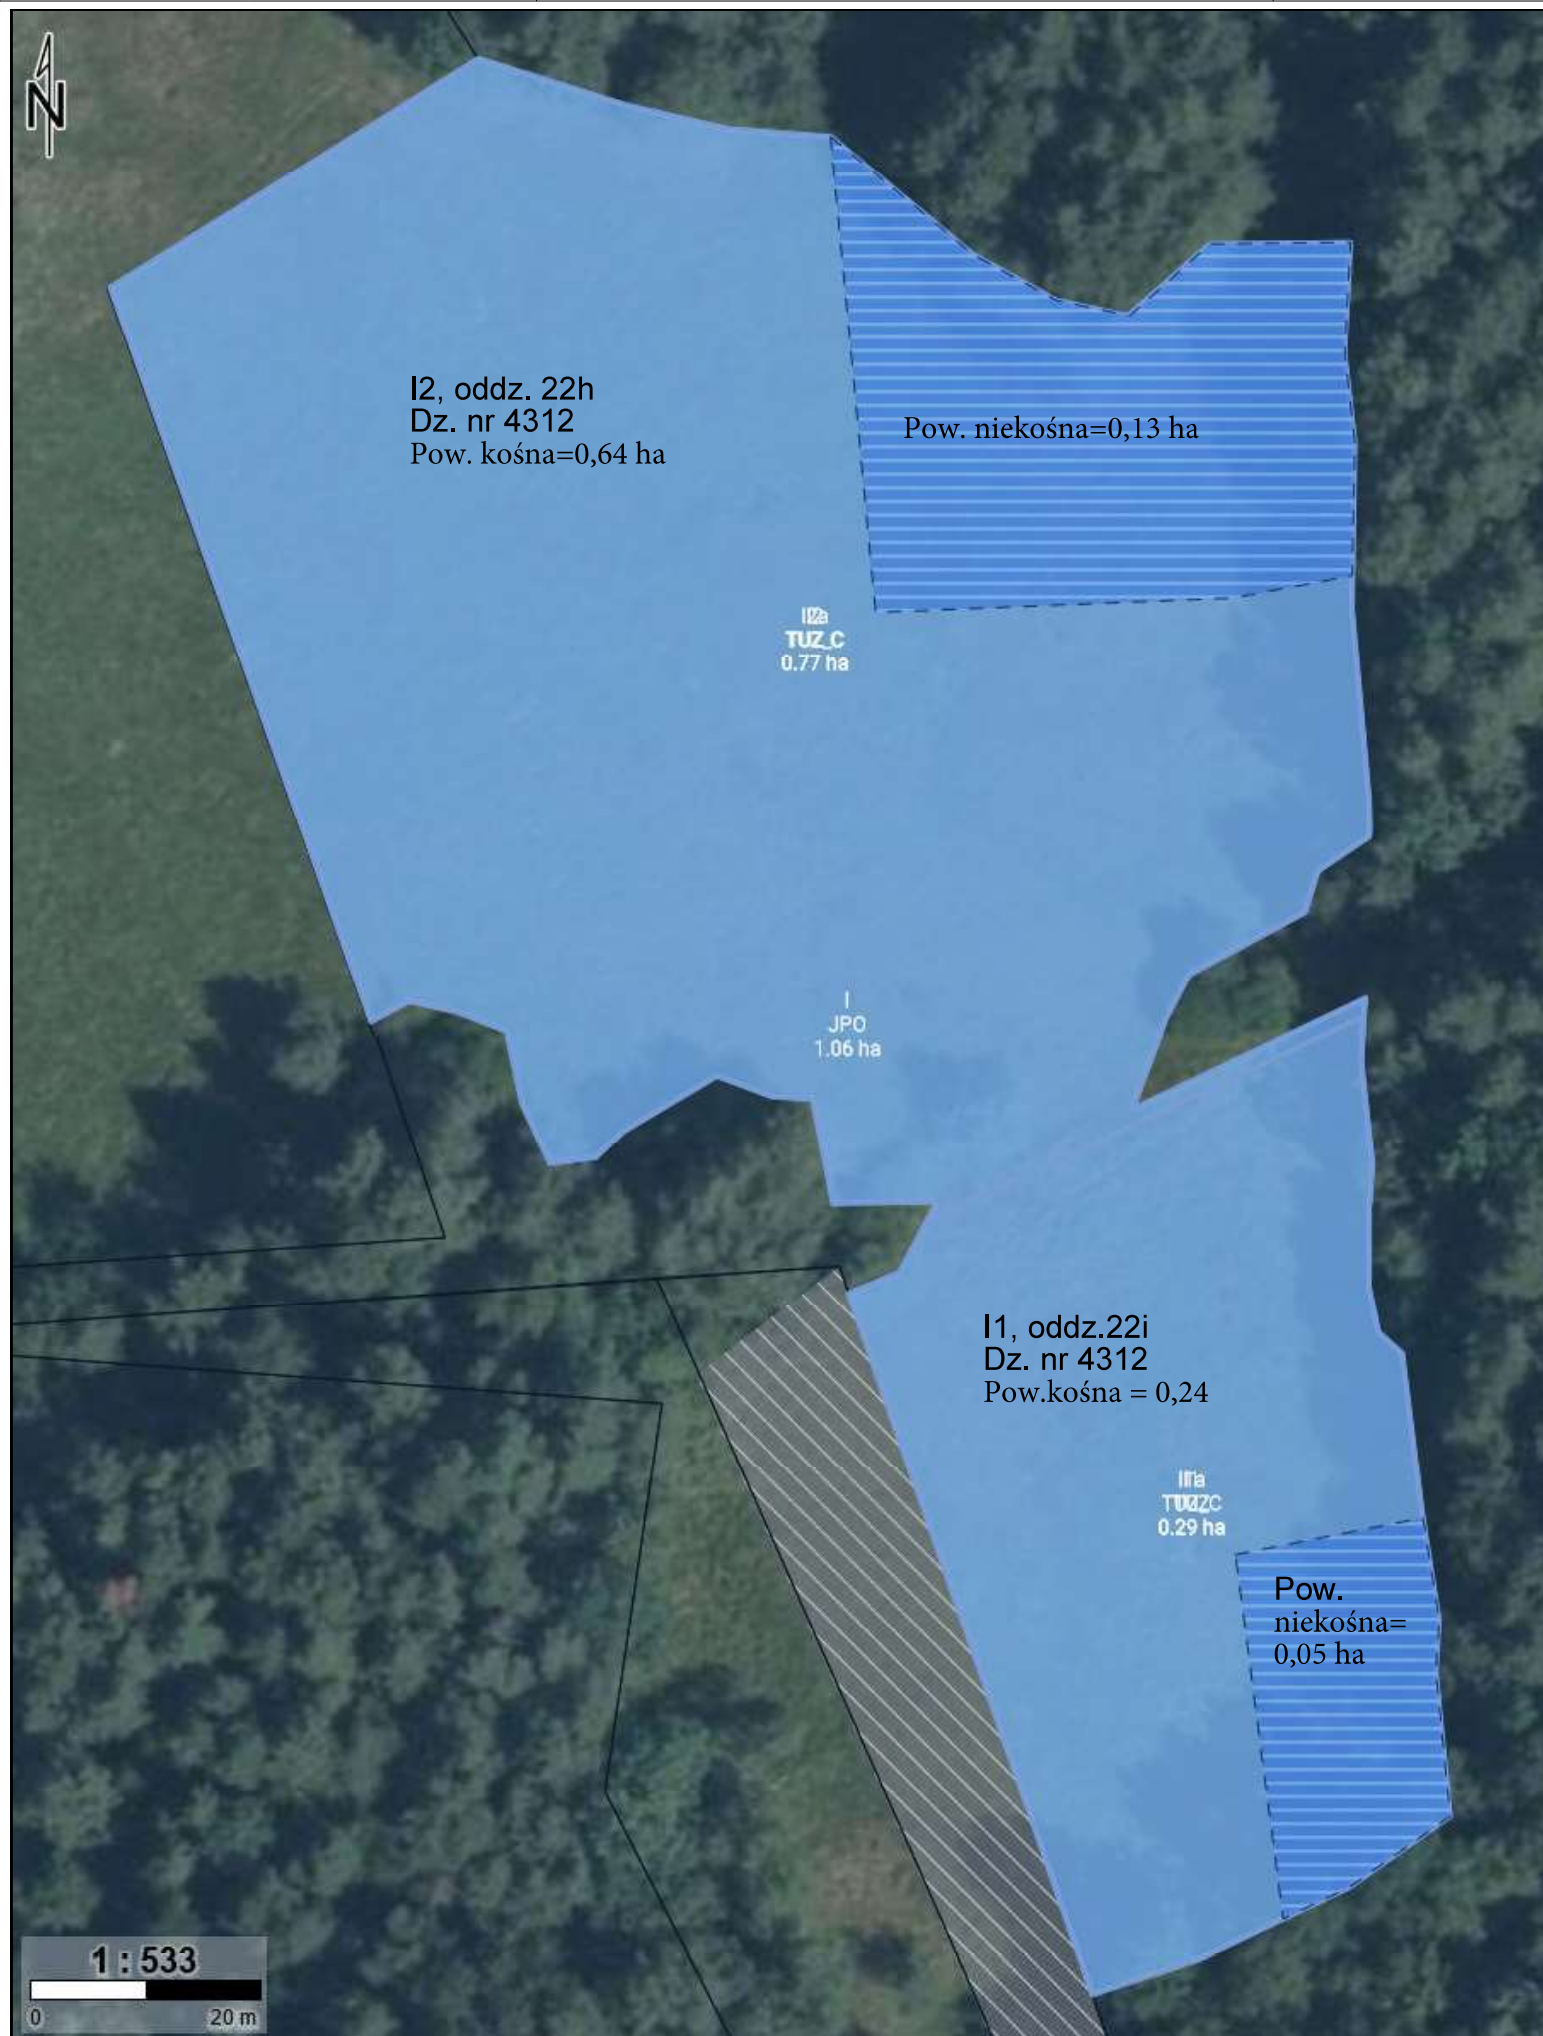 N
I2, oddz. 22h
Dz. nr 4312
Pow. kośna=0,64 ha
Pow. niekośna=0,13 ha
TUZ_C
0.77 ha
I
JPO
1.06 ha
I1, oddz.22i
Dz. nr 4312
Pow.kośna = 0,24
0.29 ha
Pow.
niekośna=
0,05 ha
1 : 533
0 20 m